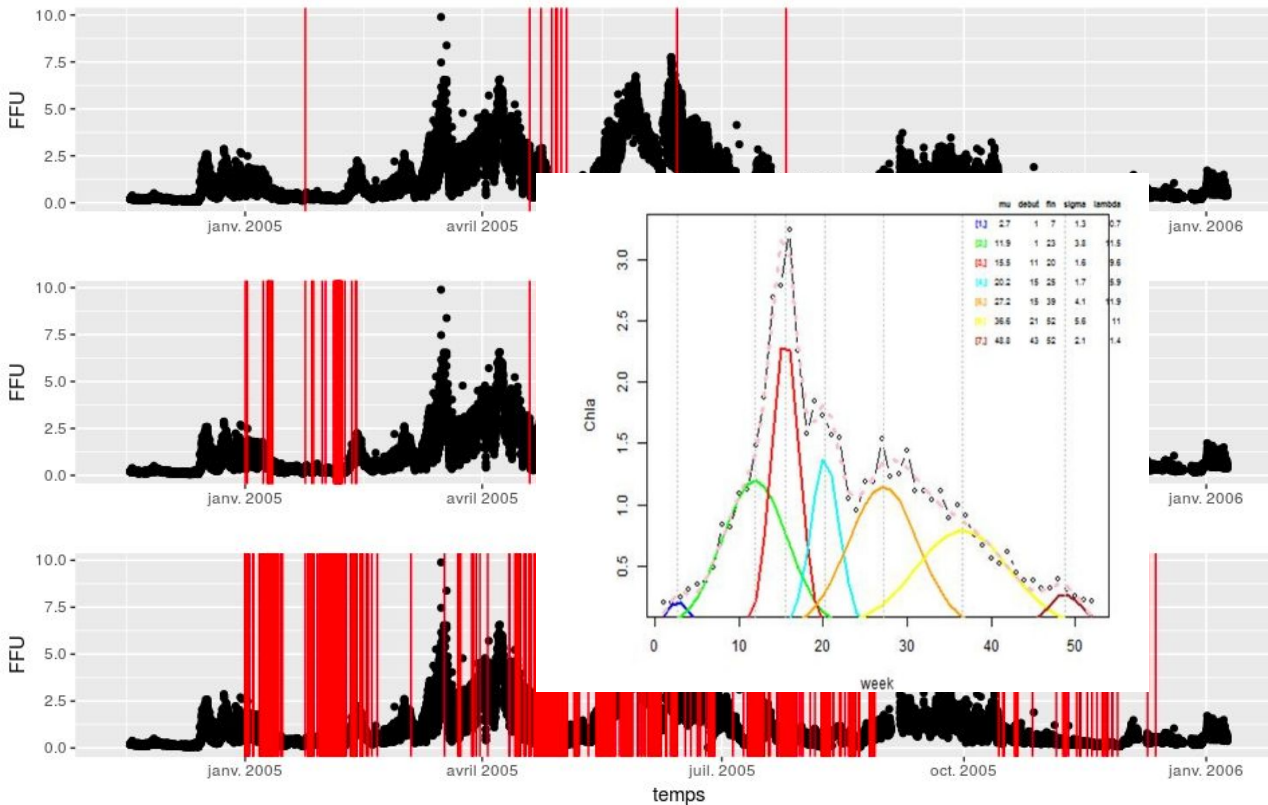 10.0
7.5
5.0
2.5
0.0
FFU
janv. 2005
avril 2005
janv. 2006
10.0
7.5
5.0
2.5
0.0
FFU
janv. 2005
avril 2005
janv. 2006
10.0
7.5
5.0
2.5
0.0
FFU
janv. 2005
avril 2005
juil. 2005
oct. 2005
janv. 2006
temps
mu debut fin sigma lambda
[1,] 2.7 1 7 1.3 0.7
[2,] 11.9 1 23 3.8 11.5
[3,] 15.5 11 20 1.6 9.6
[4,] 20.2 15 25 1.7 5.9
[5,] 27.2 15 39 4.1 11.9
[6,] 36.6 21 52 5.6 11
[7,] 48.8 43 52 2.1 1.4
3.0
2.5
2.0
1.5
1.0
0.5
Chla
0 10 20 30 40 50
week